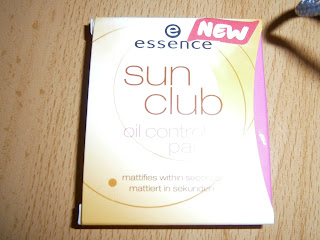 NEW
essence
sun
club
oil control
mattifies within seconds
mattiert in sekunden